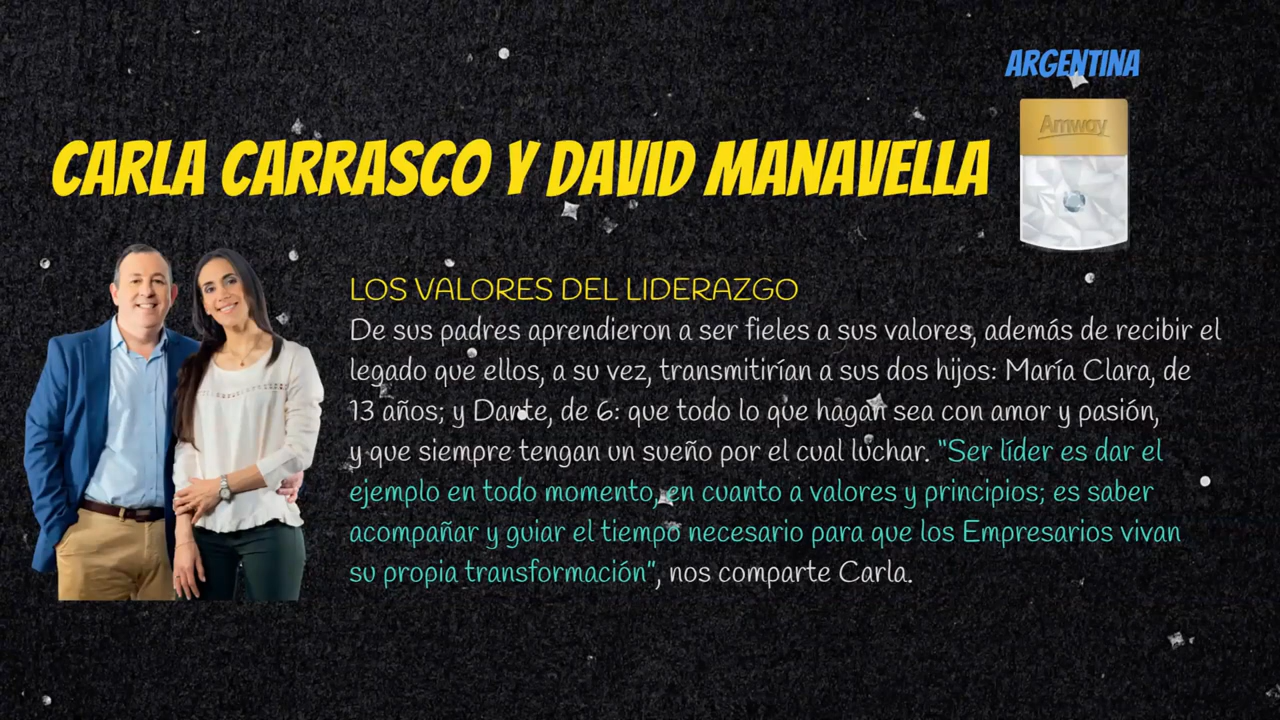 ARGENTINA
Amway
CARLA CARRASCO Y DAVID MANAVELLA
LOS VALORES DEL LIDERAZGO
De sus padres aprendieron a ser fieles a sus valores, además de recibir el
legado que ellos, a su vez, transmitirían a sus dos hijos: María Clara, de
13 años; y Dante, de 6: que todo lo que hagan sea con amor y pasión,
y que siempre tengan un sueño por el cual luchar. "Ser líder es dar el
ejemplo en todo momento, en cuanto a valores y principios; es saber
acompañar y guiar el tiempo necesario para que los Empresarios vivan
su propia transformación", nos comparte Carla.